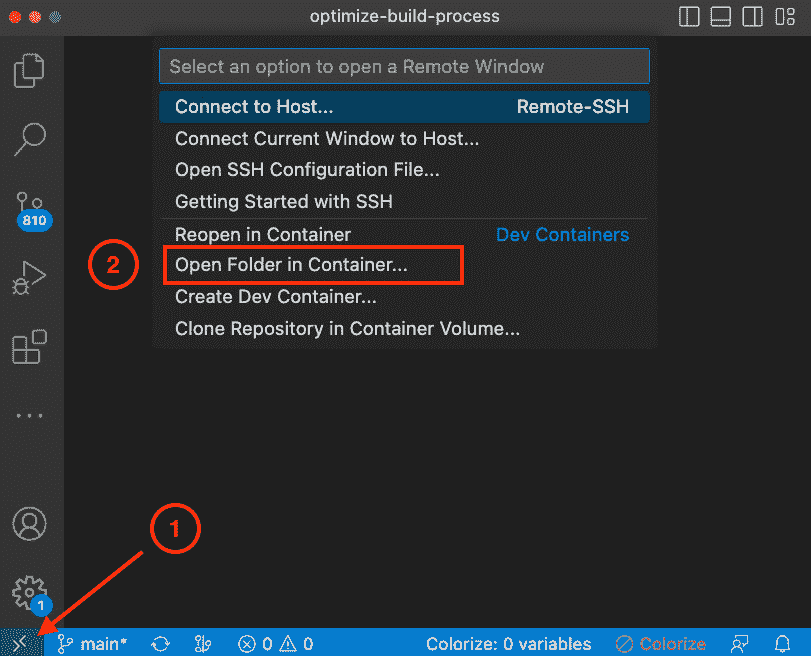 optimize-build-process
Select an option to open a Remote Window
Connect to Host... Remote-SSH
Connect Current Window to Host...
Open SSH Configuration File...
Getting Started with SSH
Reopen in Container Dev Containers
810
2 Open Folder in Container...
Create Dev Container...
Clone Repository in Container Volume...
1
1
main* 0 0 Colorize: 0 variables Colorize